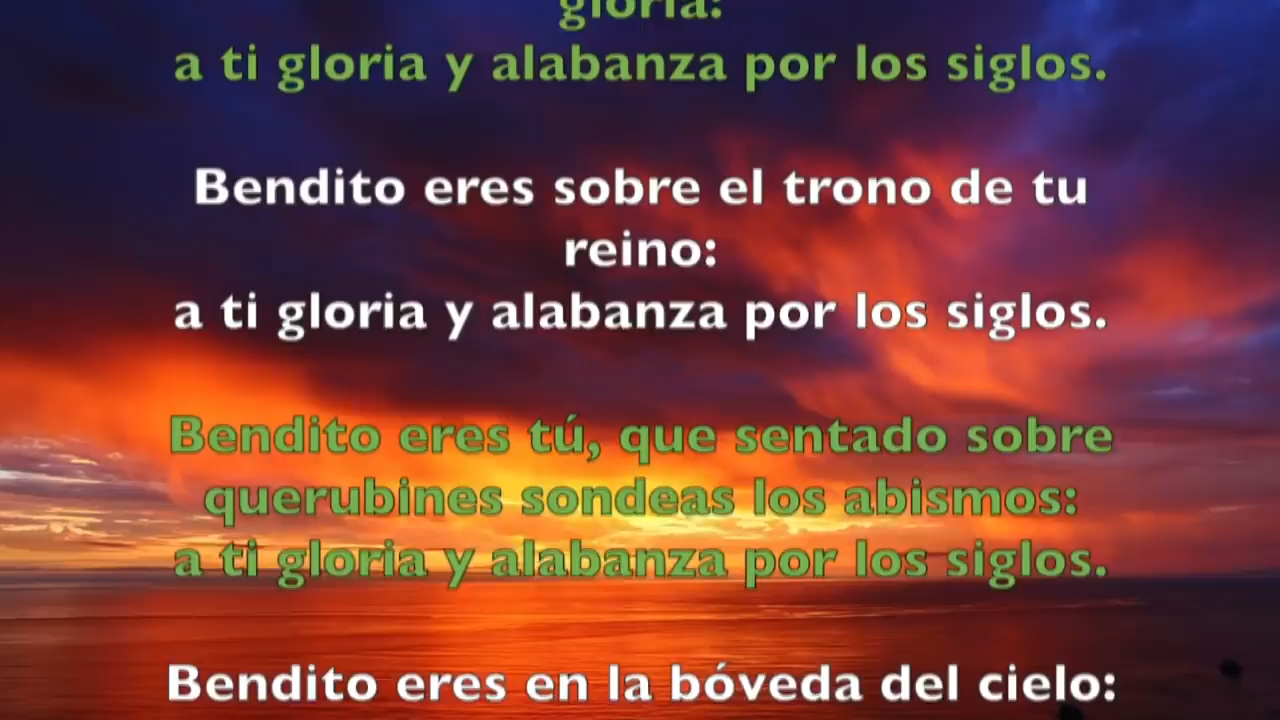 gloria:
a ti gloria y alabanza por los siglos.
Bendito eres sobre el trono de tu
reino:
a ti gloria y alabanza por los siglos.
Bendito eres tú, que sentado sobre
querubines sondeas los abismos:
a ti gloria y alabanza por los siglos.
Bendito eres en la bóveda del cielo: